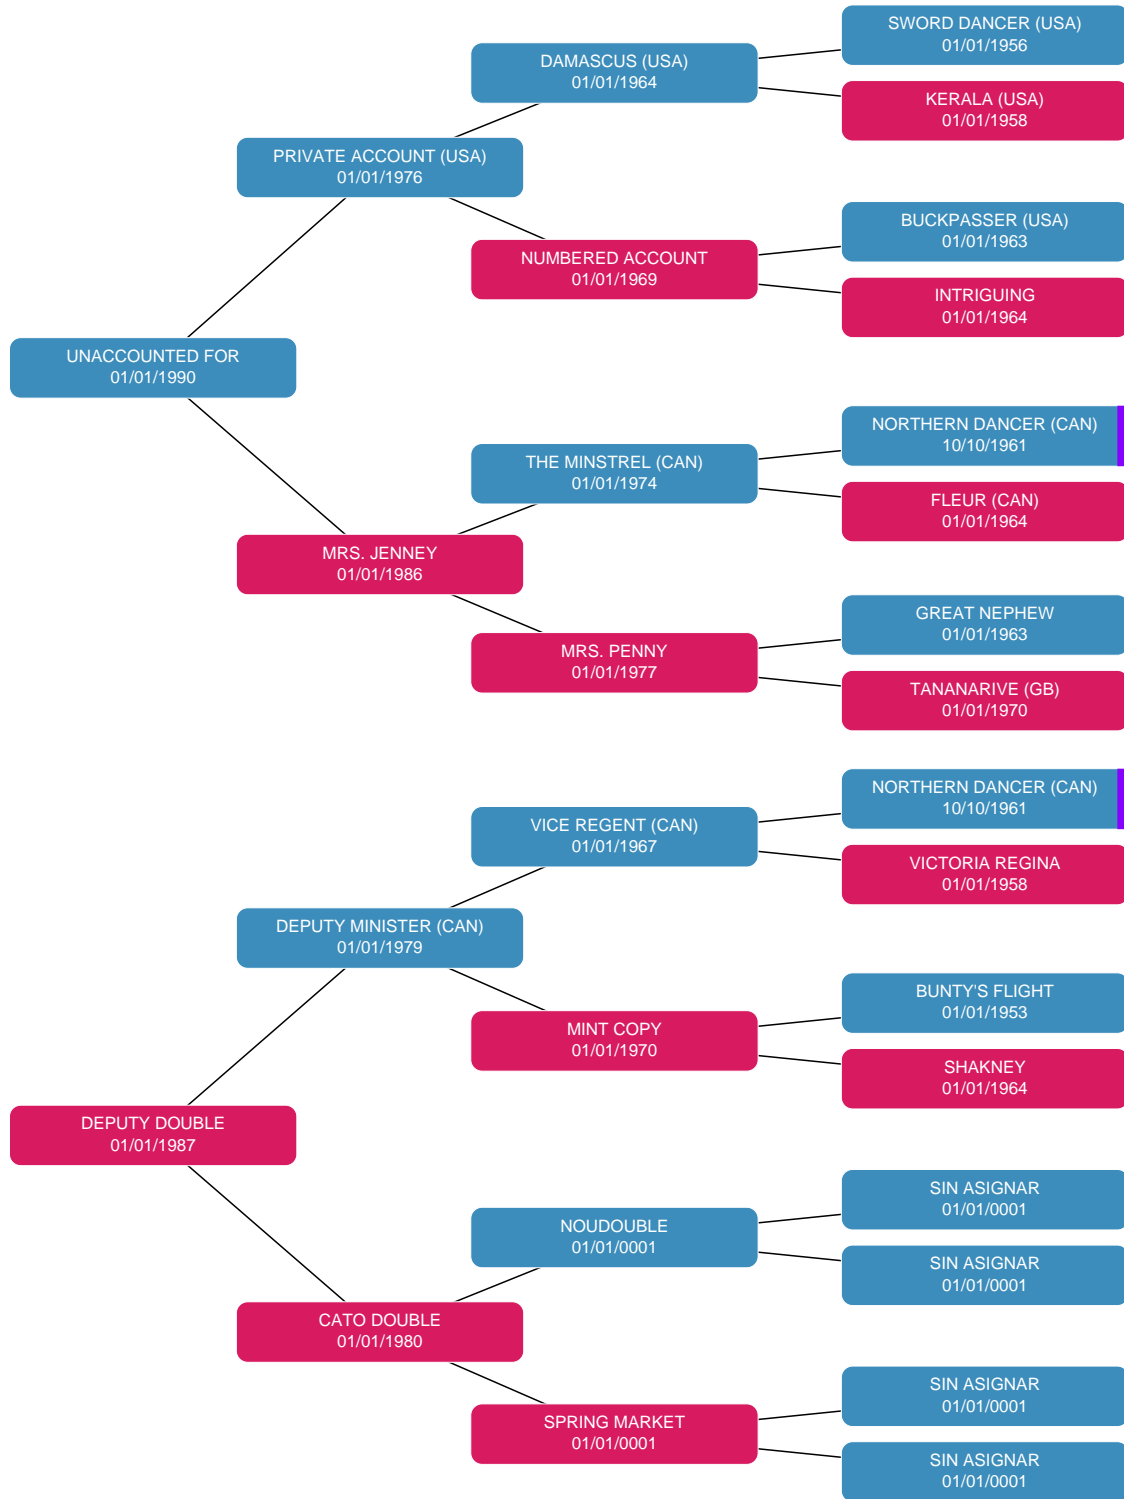 SWORD DANCER (USA)
01/01/1956
DAMASCUS (USA)
01/01/1964
KERALA (USA)
01/01/1958
PRIVATE ACCOUNT (USA)
01/01/1976
BUCKPASSER (USA)
01/01/1963
NUMBERED ACCOUNT
01/01/1969
INTRIGUING
01/01/1964
UNACCOUNTED FOR
01/01/1990
NORTHERN DANCER (CAN)
10/10/1961
THE MINSTREL (CAN)
01/01/1974
FLEUR (CAN)
01/01/1964
MRS. JENNEY
01/01/1986
GREAT NEPHEW
01/01/1963
MRS. PENNY
01/01/1977
TANANARIVE (GB)
01/01/1970
NORTHERN DANCER (CAN)
10/10/1961
VICE REGENT (CAN)
01/01/1967
VICTORIA REGINA
01/01/1958
DEPUTY MINISTER (CAN)
01/01/1979
BUNTY'S FLIGHT
01/01/1953
MINT COPY
01/01/1970
SHAKNEY
01/01/1964
DEPUTY DOUBLE
01/01/1987
SIN ASIGNAR
01/01/0001
NOUDOUBLE
01/01/0001
SIN ASIGNAR
01/01/0001
CATO DOUBLE
01/01/1980
SIN ASIGNAR
01/01/0001
SPRING MARKET
01/01/0001
SIN ASIGNAR
01/01/0001